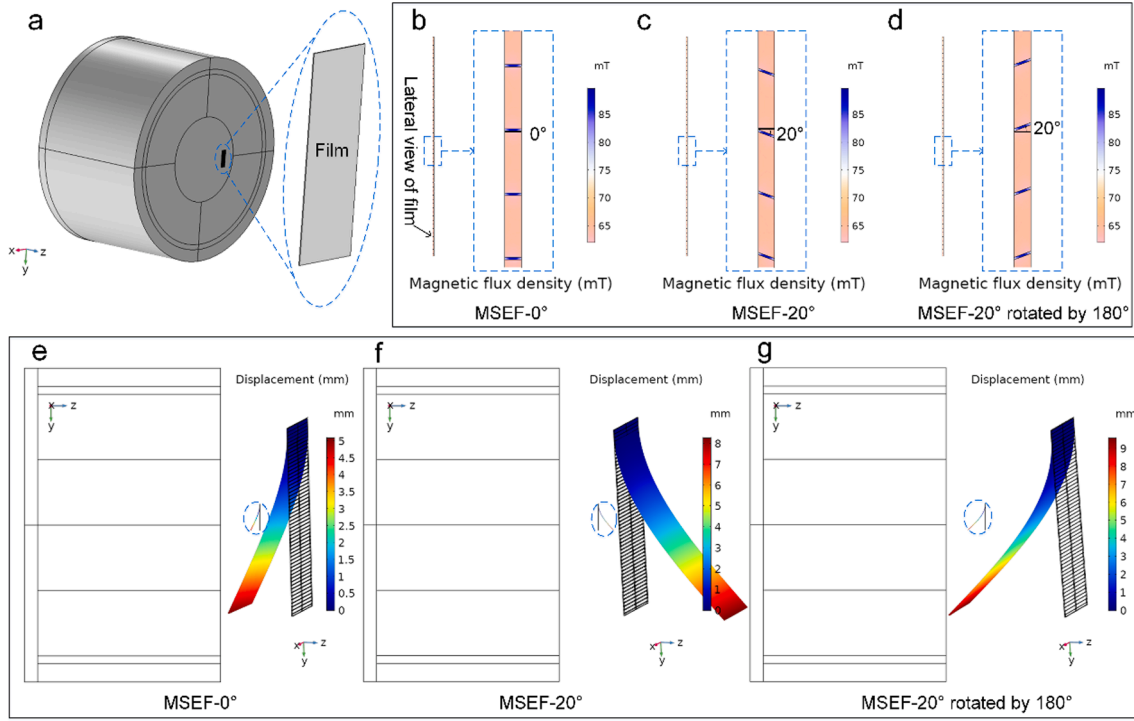 a
Film
x
z
y
b
Lateral view of film
0°
mT
85
80
75
70
65
Magnetic flux density (mT)
MSEF-0°
c
20°
mT
85
80
75
70
65
Magnetic flux density (mT)
MSEF-20°
d
20°
mT
85
80
75
70
65
Magnetic flux density (mT)
MSEF-20° rotated by 180°
e
x
z
y
Displacement (mm)
mm
5
4.5
4
3.5
3
2.5
2
1.5
1
0.5
0
x
z
y
MSEF-0°
f
x
z
y
Displacement (mm)
mm
8
7
6
5
4
3
2
1
0
x
z
y
MSEF-20°
g
x
z
y
Displacement (mm)
mm
9
8
7
6
5
4
3
2
1
0
x
z
y
MSEF-20° rotated by 180°